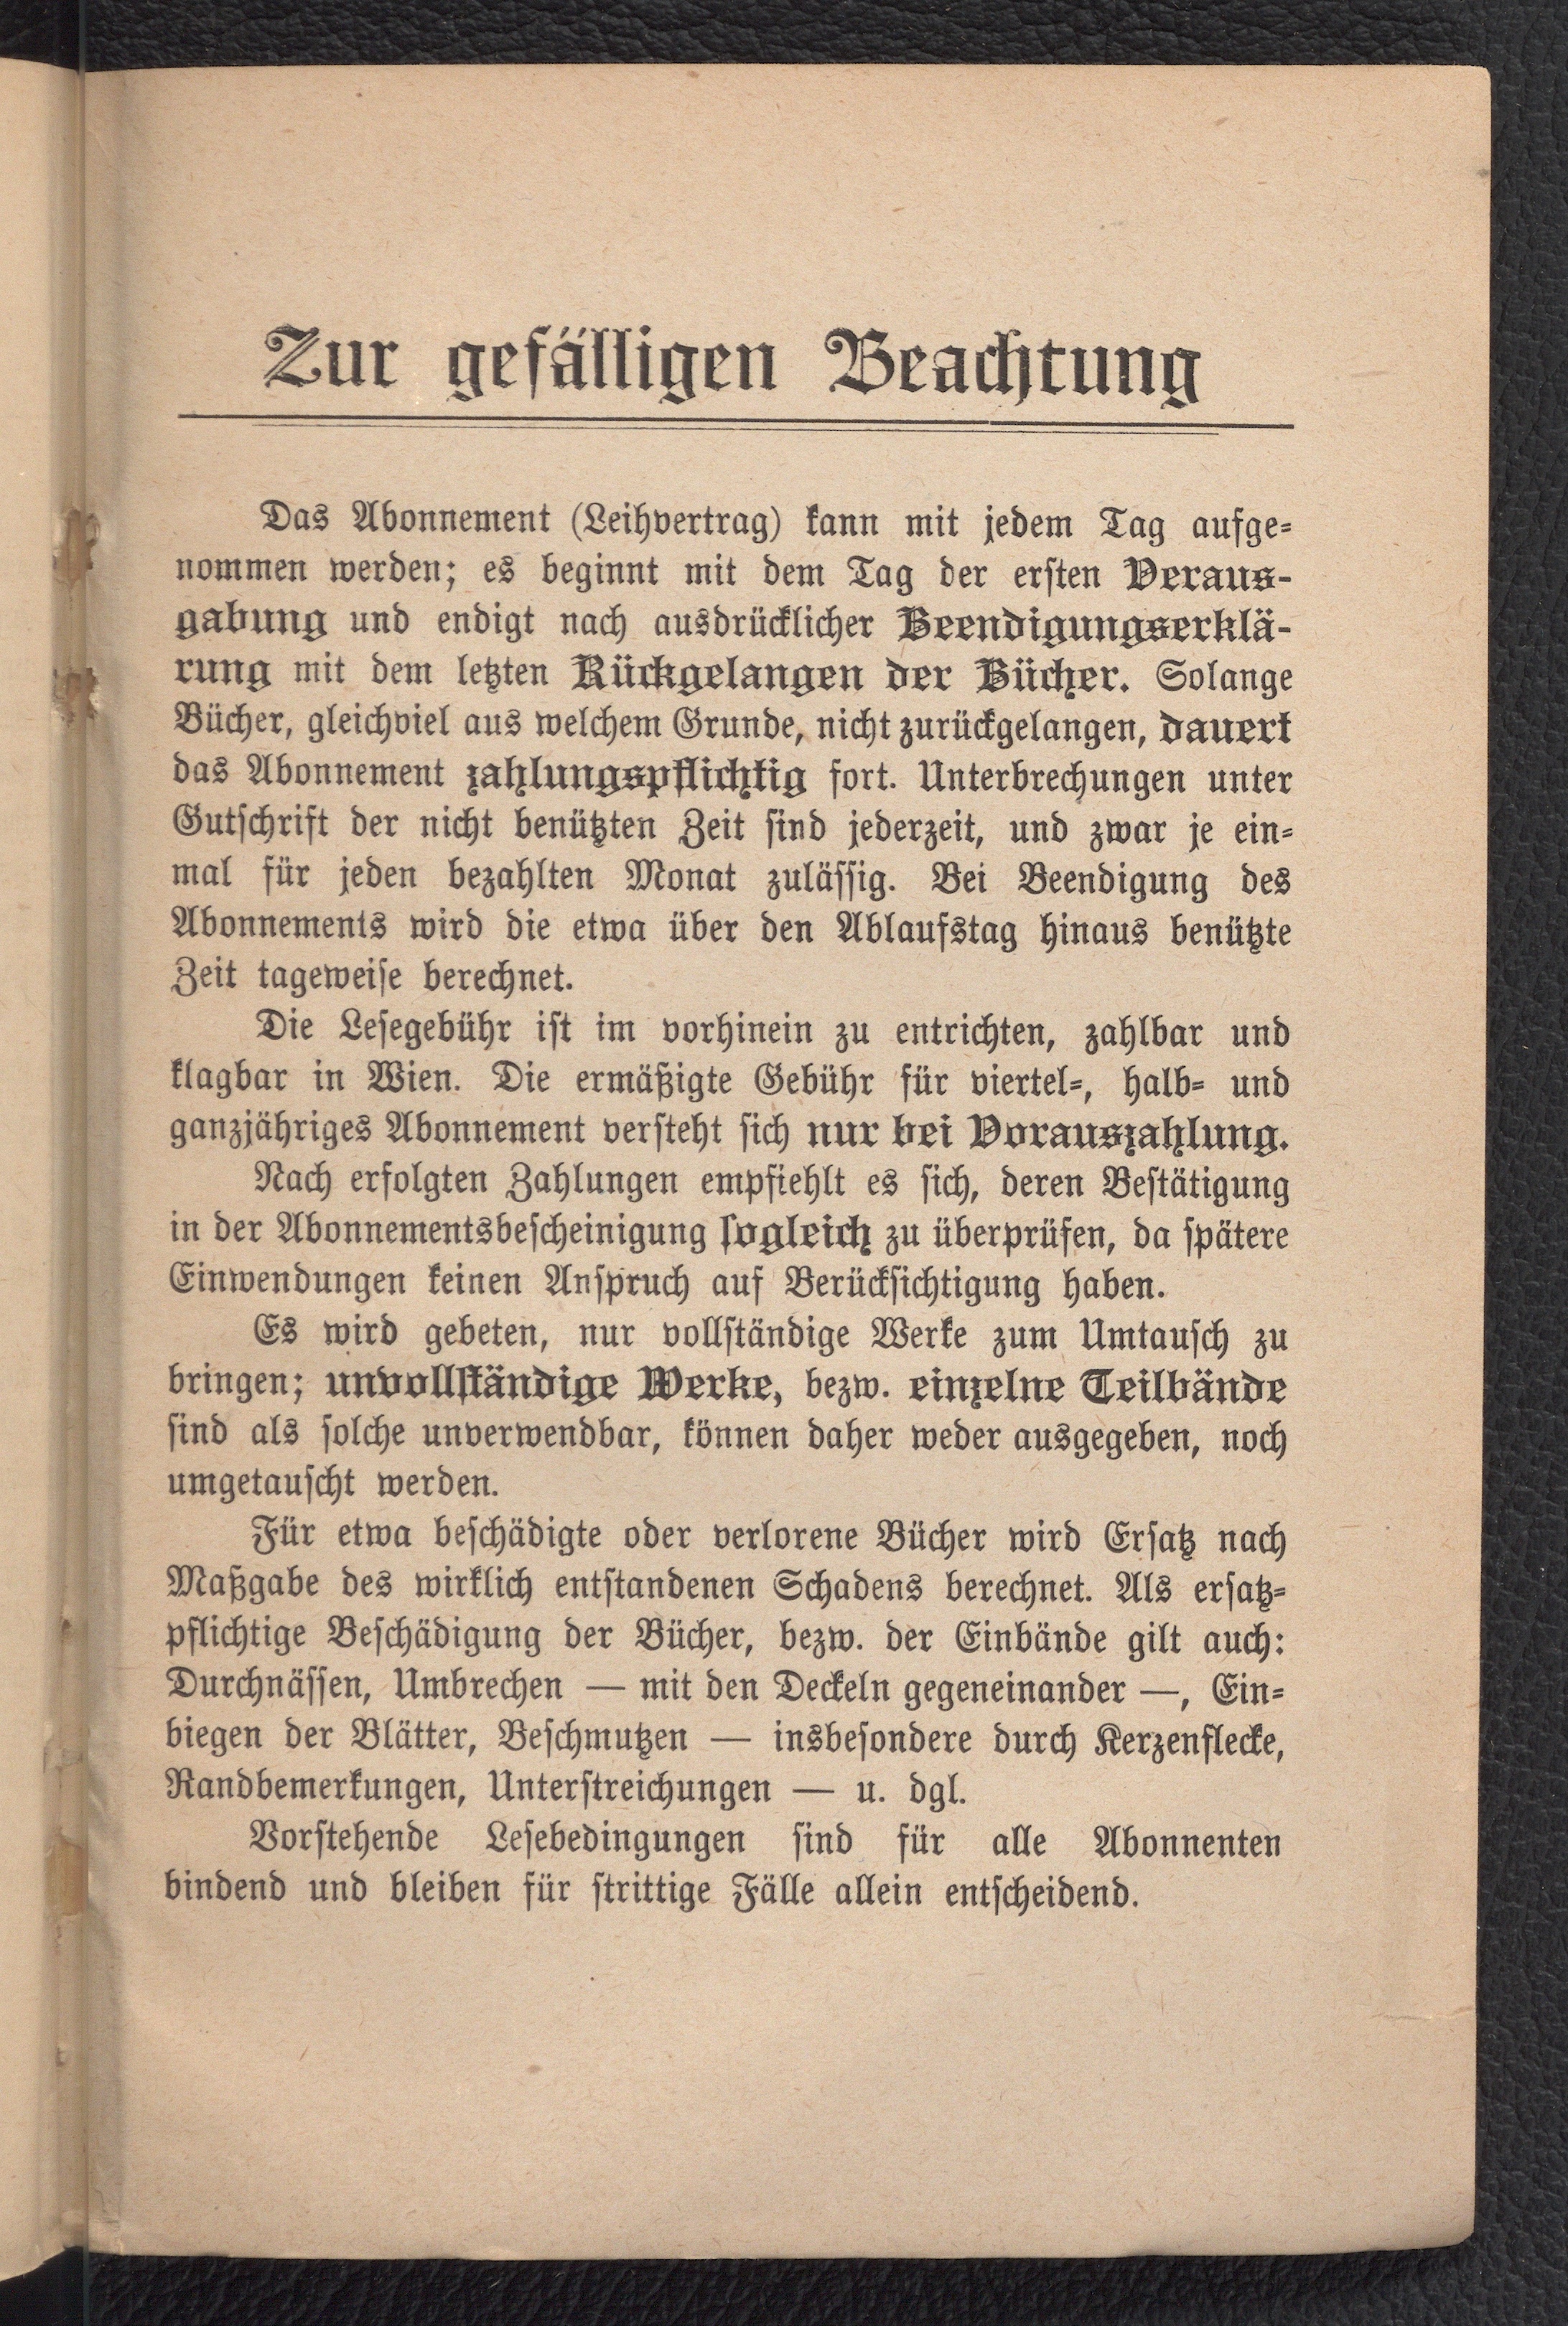 Zur gefälligen Beachtung
Das Abonnement (Leihvertrag) kann mit jedem Tag aufge-
nommen werden; es beginnt mit dem Tag der ersten Veraus-
gabung und endigt nach ausdrücklicher Beendigungserklä-
rung mit dem letzten Rückgelangen der Bücher. Solange
Bücher, gleichviel aus welchem Grunde, nicht zurückgelangen, dauert
das Abonnement zahlungspflichtig fort. Unterbrechungen unter
Gutschrift der nicht benützten Zeit sind jederzeit, und zwar je ein-
mal für jeden bezahlten Monat zulässig. Bei Beendigung des
Abonnements wird die etwa über den Ablaufstag hinaus benützte
Zeit tageweise berechnet.
Die Lesegebühr ist im vorhinein zu entrichten, zahlbar und
klagbar in Wien. Die ermäßigte Gebühr für viertel-, halb- und
ganzjähriges Abonnement versteht sich nur bei Vorauszahlung.
Nach erfolgten Zahlungen empfiehlt es sich, deren Bestätigung
in der Abonnementsbescheinigung sogleich zu überprüfen, da spätere
Einwendungen keinen Anspruch auf Berücksichtigung haben.
Es wird gebeten, nur vollständige Werke zum Umtausch zu
bringen; unvollständige Werke, bezw. einzelne Teilbände
sind als solche unverwendbar, können daher weder ausgegeben, noch
umgetauscht werden.
Für etwa beschädigte oder verlorene Bücher wird Ersatz nach
Maßgabe des wirklich entstandenen Schadens berechnet. Als ersatz-
pflichtige Beschädigung der Bücher, bezw. der Einbände gilt auch:
Durchnässen, Umbrechen — mit den Deckeln gegeneinander —, Ein-
biegen der Blätter, Beschmutzen — insbesondere durch Kerzenflecke,
Randbemerkungen, Unterstreichungen — u. dgl.
Vorstehende Lesebedingungen sind für alle Abonnenten
bindend und bleiben für strittige Fälle allein entscheidend.